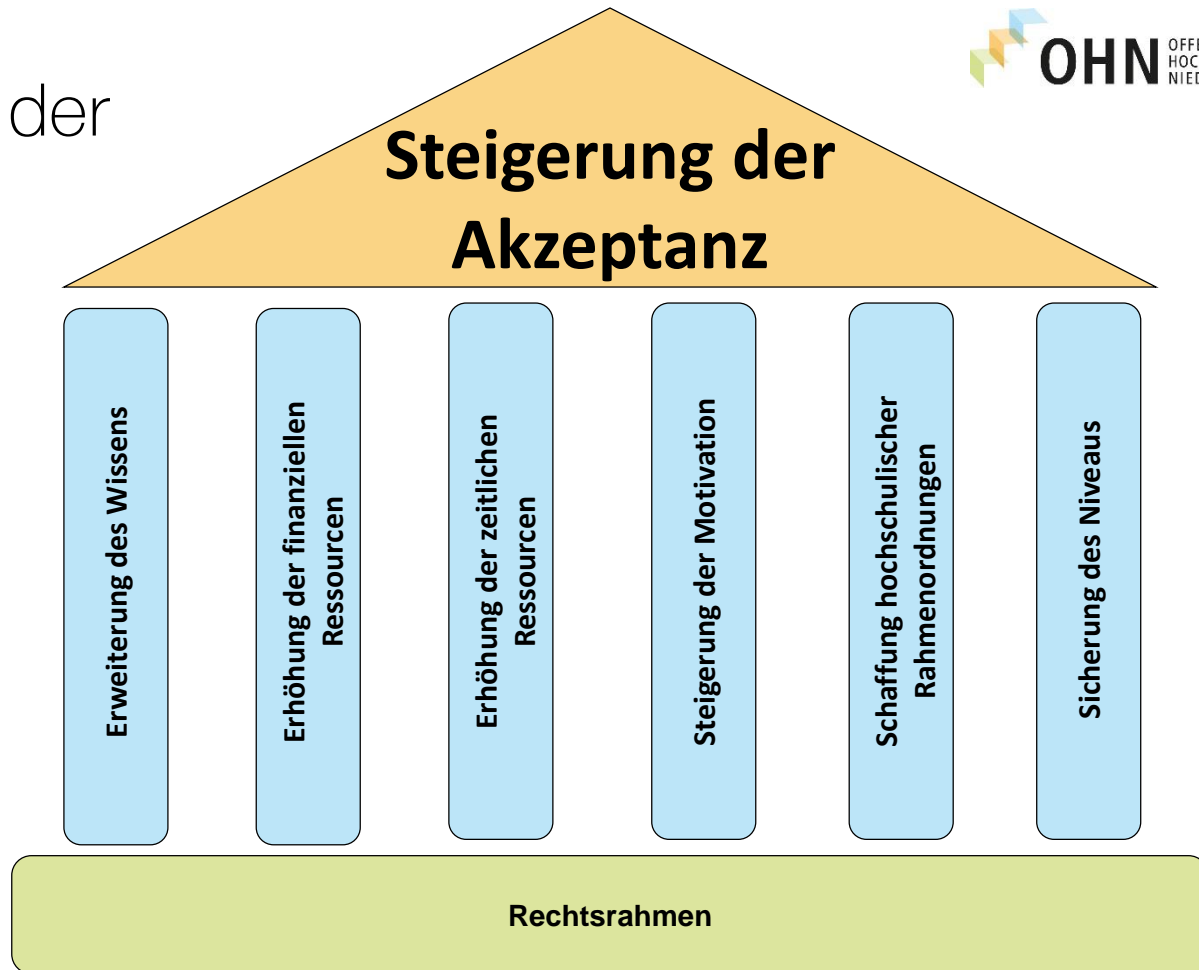 der
OHN
Steigerung der
Akzeptanz
Erweiterung des Wissens
Erhöhung der finanziellen
Ressourcen
Erhöhung der zeitlichen
Ressourcen
Steigerung der Motivation
Schaffung hochschulischer
Rahmenordnungen
Sicherung des Niveaus
Rechtsrahmen